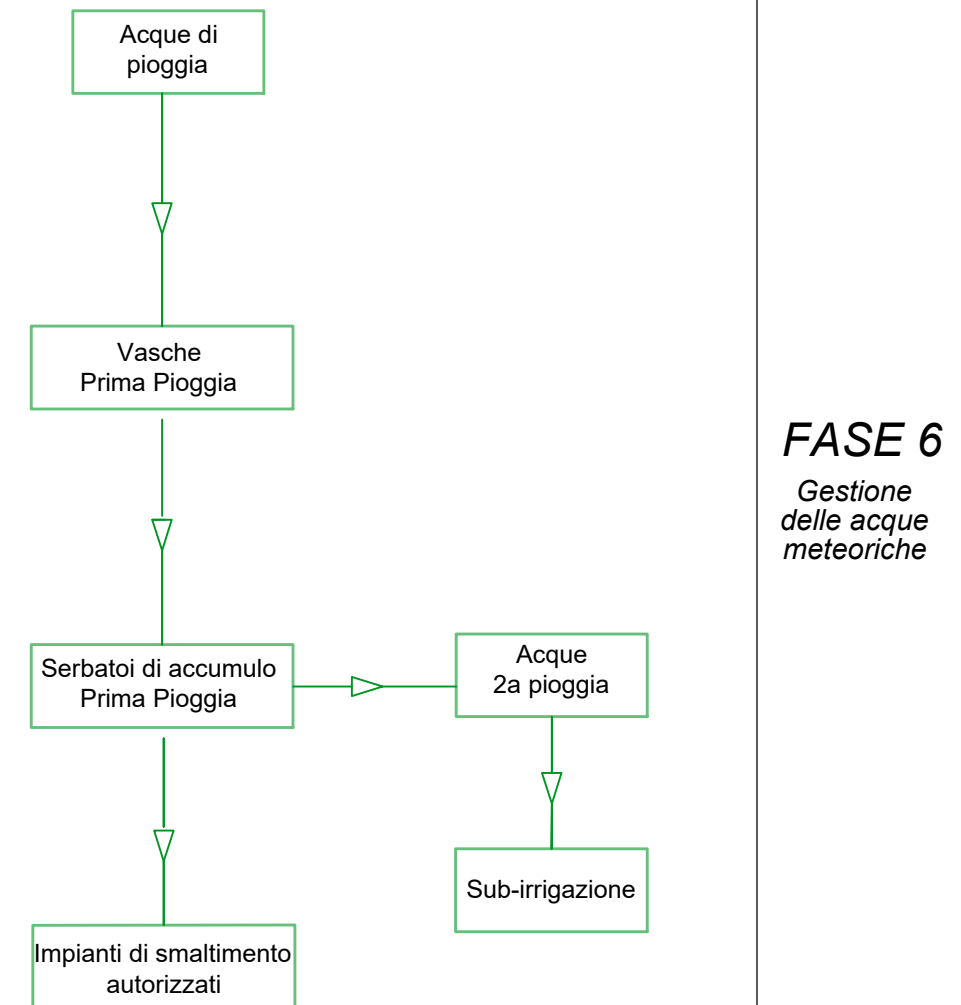 Acque di
pioggia
Vasche
Prima Pioggia
Serbatoi di accumulo
Prima Pioggia
Acque
2a pioggia
Sub-irrigazione
Impianti di smaltimento
autorizzati
FASE 6
Gestione
delle acque
meteoriche